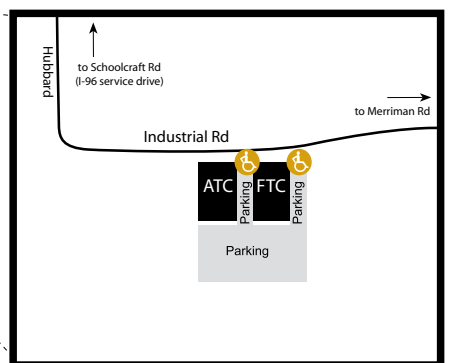 Hubbard
to Schoolcraft Rd
(I-96 service drive)
to Merriman Rd
Industrial Rd
ATC
Parking
FTC
Parking
Parking